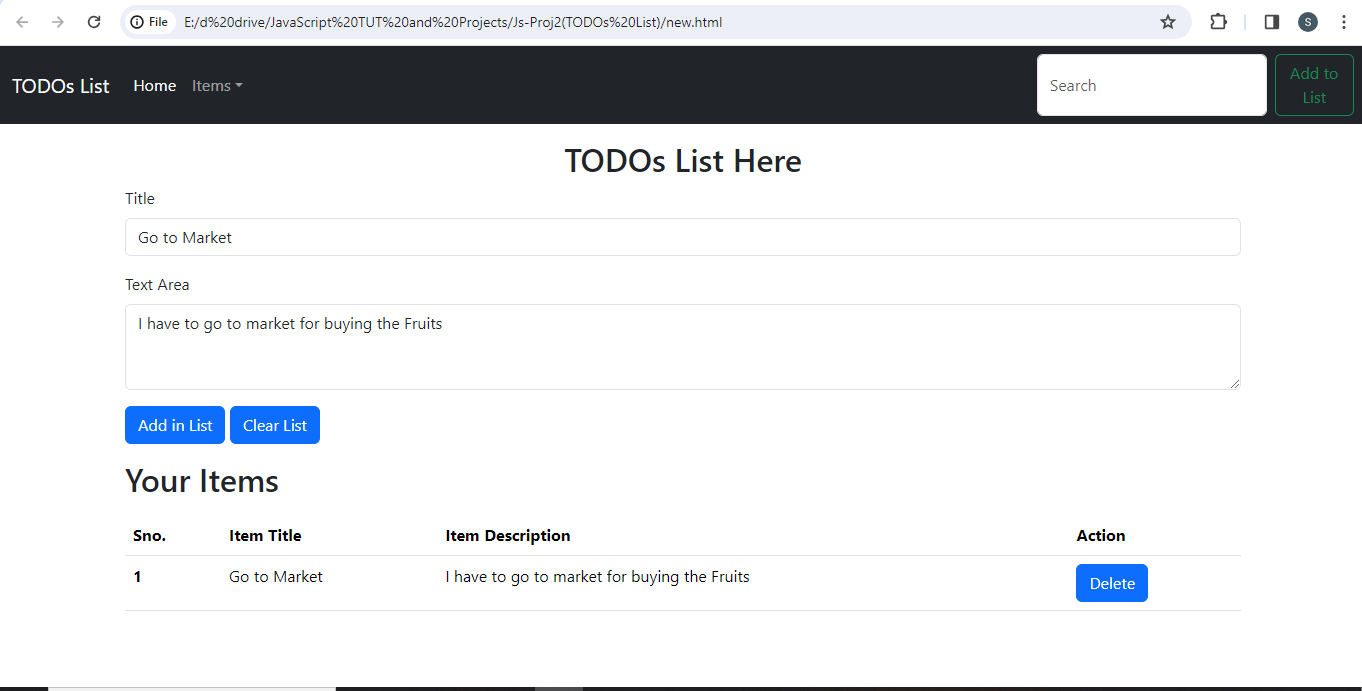 File E:/d%20drive/JavaScript%20TUT%20and%20Projects/Js-Proj2(TODOs%20List)/new.html S
TODOs List Home Items Search Add to
List
TODOs List Here
Title
Go to Market
Text Area
I have to go to market for buying the Fruits
Add in List Clear List
Your Items
Sno. Item Title Item Description Action
1 Go to Market I have to go to market for buying the Fruits Delete